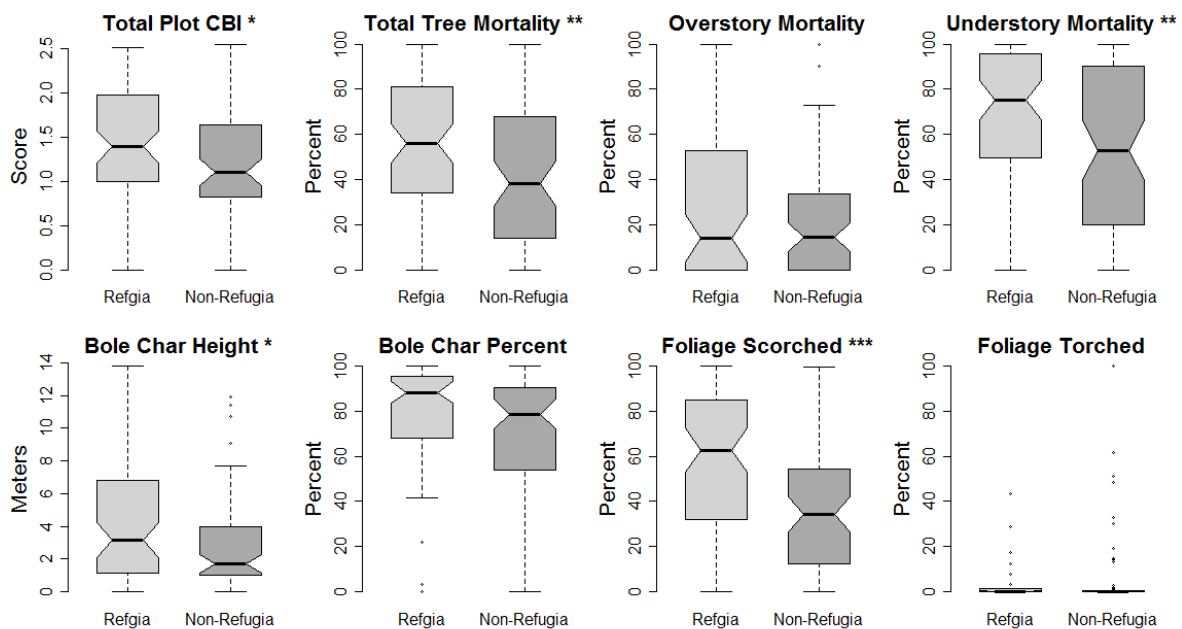 Total Plot CBI *
Total Tree Mortality **
Overstory Mortality
Understory Mortality **
Score
0.0 0.5 1.0 1.5 2.0 2.5
Refgia Non-Refugia
Percent
0 20 40 60 80 100
Refgia Non-Refugia
Percent
0 20 40 60 80 100
Refgia Non-Refugia
Percent
0 20 40 60 80 100
Refgia Non-Refugia
Bole Char Height *
Bole Char Percent
Foliage Scorched ***
Foliage Torched
Meters
0 2 4 6 8 10 12 14
Refgia Non-Refugia
Percent
0 20 40 60 80 100
Refgia Non-Refugia
Percent
0 20 40 60 80 100
Refgia Non-Refugia
Percent
0 20 40 60 80 100
Refgia Non-Refugia